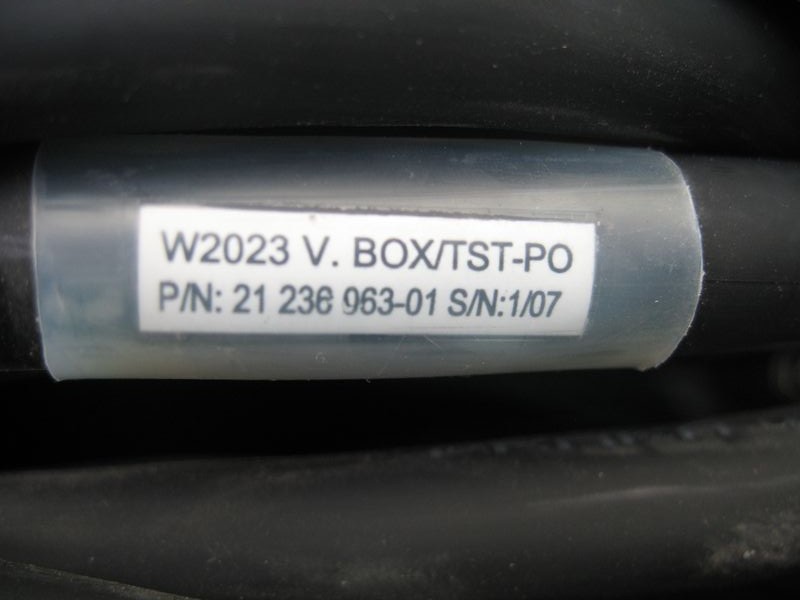 W2023 V. BOX/TST-PO
P/N: 21 236 963-01 S/N:1/07